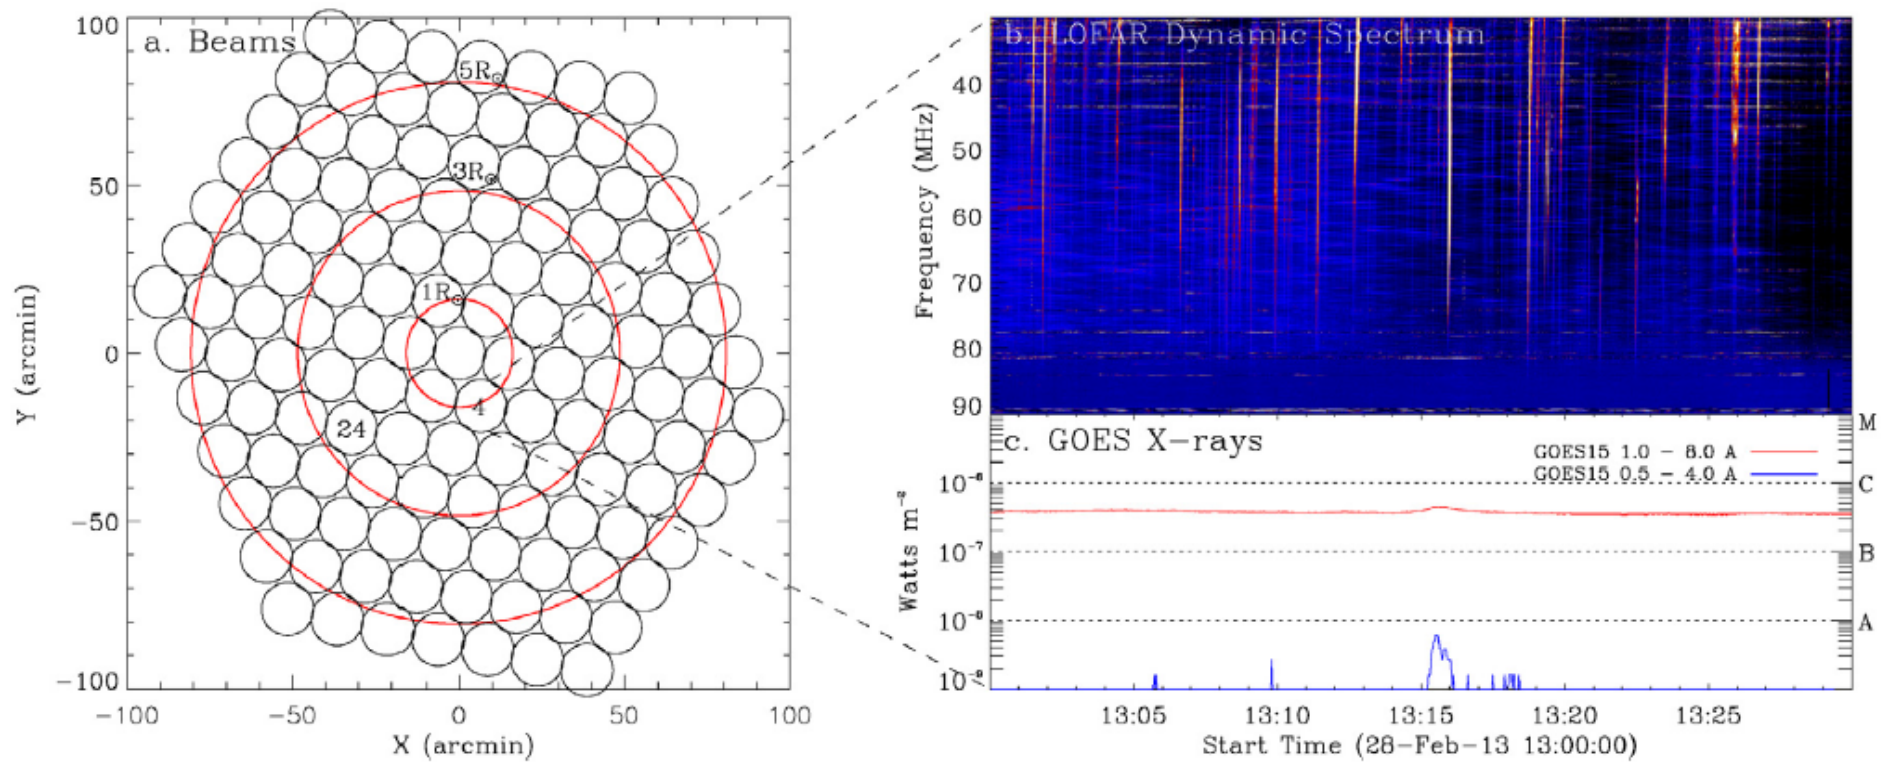 a. Beams
5R⊙
3R⊙
1R⊙
4
24
100
50
0
−50
−100
Y (arcmin)
−100 −50 0 50 100
X (arcmin)
b. LOFAR Dynamic Spectrum
40
50
60
70
80
90
Frequency (MHz)
c. GOES X−rays
GOES15 1.0 − 8.0 A
GOES15 0.5 − 4.0 A
M
C
B
A
10⁻⁶
10⁻⁷
10⁻⁸
10⁻⁹
Watts m⁻²
13:05 13:10 13:15 13:20 13:25
Start Time (28−Feb−13 13:00:00)